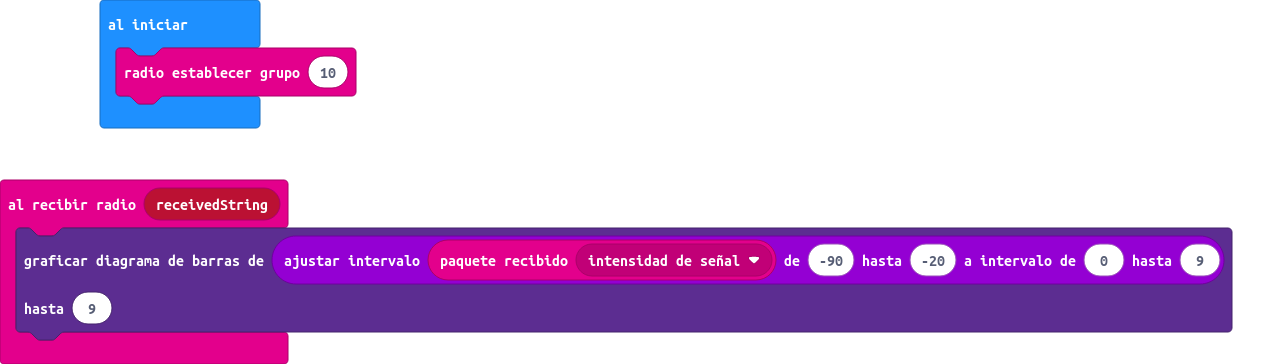 al iniciar
radio establecer grupo 10
al recibir radio receivedString
graficar diagrama de barras de ajustar intervalo paquete recibido intensidad de señal de -90 hasta -20 a intervalo de 0 hasta 9
hasta 9